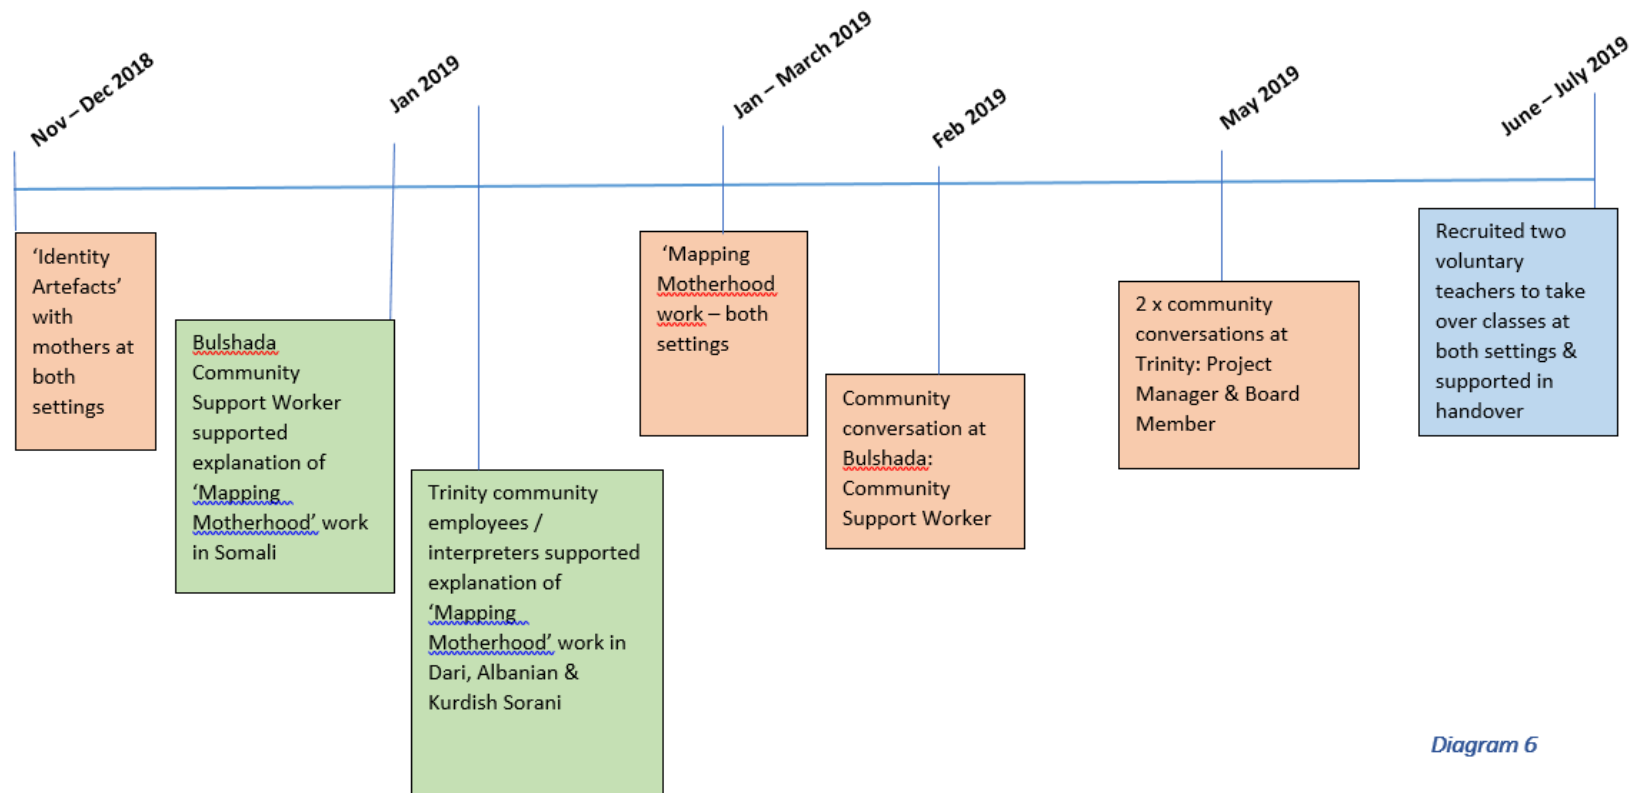 Nov – Dec 2018
Jan 2019
Jan – March 2019
Feb 2019
May 2019
June – July 2019
‘Identity
Artefacts’
with
mothers at
both
settings
Bulshada
Community
Support Worker
supported
explanation of
‘Mapping
Motherhood’ work
in Somali
Trinity community
employees /
interpreters supported
explanation of
‘Mapping
Motherhood’ work in
Dari, Albanian &
Kurdish Sorani
‘Mapping
Motherhood
work – both
settings
Community
conversation at
Bulshada:
Community
Support Worker
2 x community
conversations at
Trinity: Project
Manager & Board
Member
Recruited two
voluntary
teachers to take
over classes at
both settings &
supported in
handover
Diagram 6